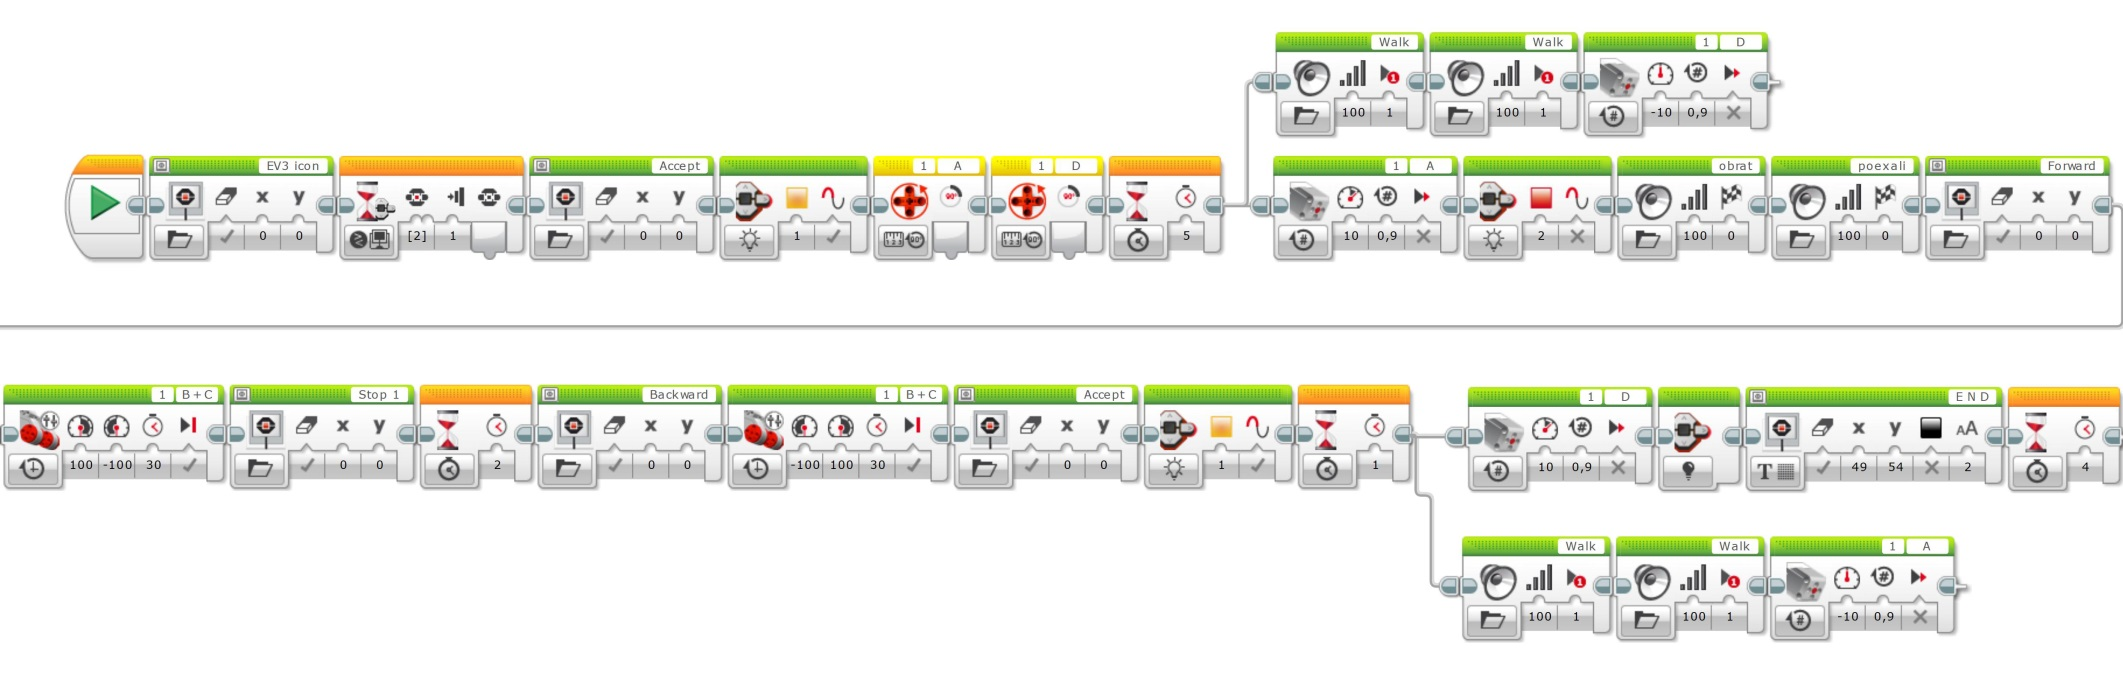 Walk Walk 1 D
100 1 100 1 -10 0,9
EV3 icon Accept 1 A 1 D 1 A obrat poexali Forward
x y x y x y
0 0 [2] 1 0 0 1 5 10 0,9 2 100 0 100 0 0 0
1 B+C Stop 1 Backward 1 B+C Accept 1 D E N D
x y x y x y x y AA
100 -100 30 0 0 2 0 0 -100 100 30 0 0 1 1 10 0,9 T 49 54 2 4
Walk Walk 1 A
100 1 100 1 -10 0,9